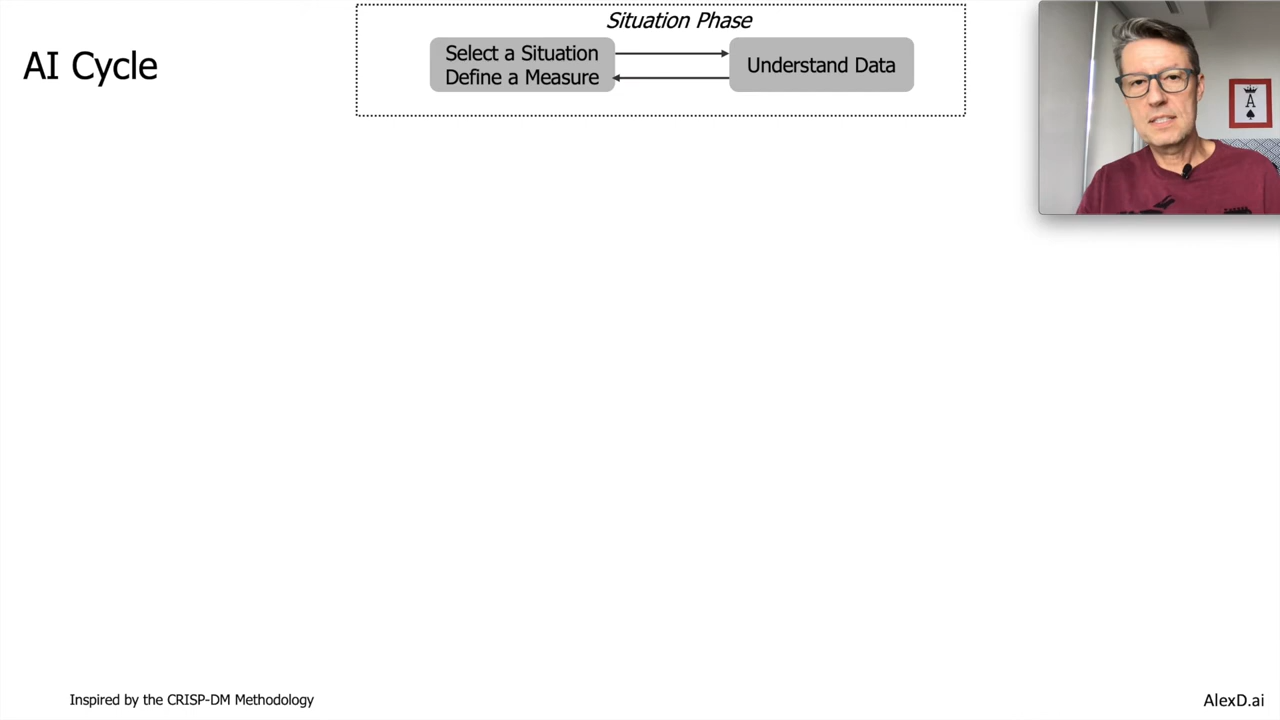 Situation Phase
AI Cycle
Select a Situation
Define a Measure
Understand Data
A
Inspired by the CRISP-DM Methodology
AlexD.ai